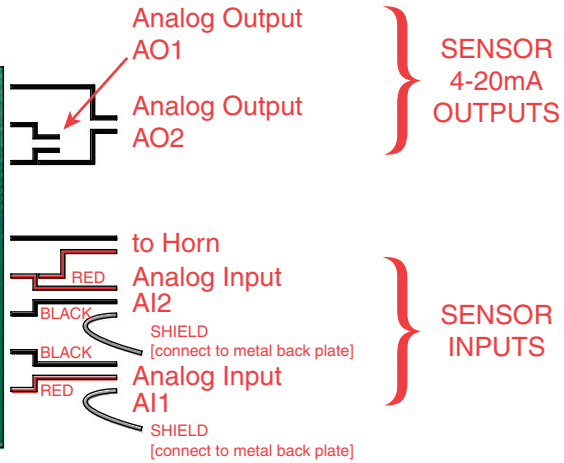 Analog Output
AO1
Analog Output
AO2
SENSOR
4-20mA
OUTPUTS
to Horn
RED
Analog Input
AI2
BLACK
SHIELD
[connect to metal back plate]
BLACK
Analog Input
AI1
RED
SHIELD
[connect to metal back plate]
SENSOR
INPUTS